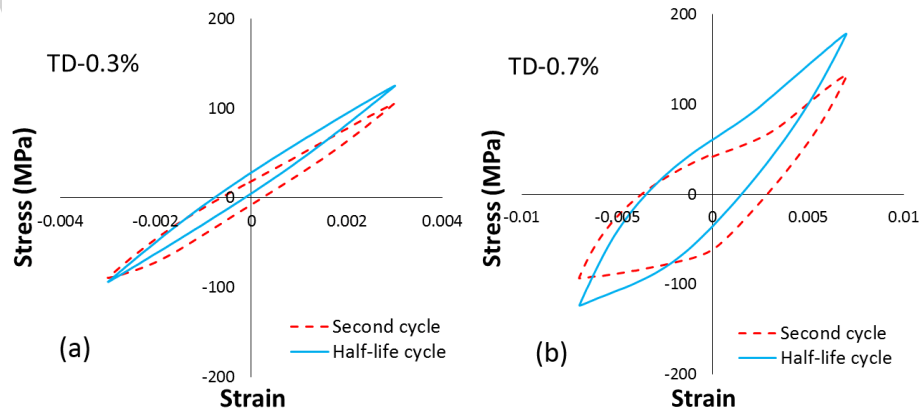 200
TD-0.3%
100
0
-0.004
-0.002
0
0.002
0.004
-100
-200
Stress (MPa)
Strain
(a)
Second cycle
Half-life cycle
200
TD-0.7%
100
0
-0.01
-0.005
0
0.005
0.01
-100
-200
Stress (MPa)
Strain
(b)
Second cycle
Half-life cycle